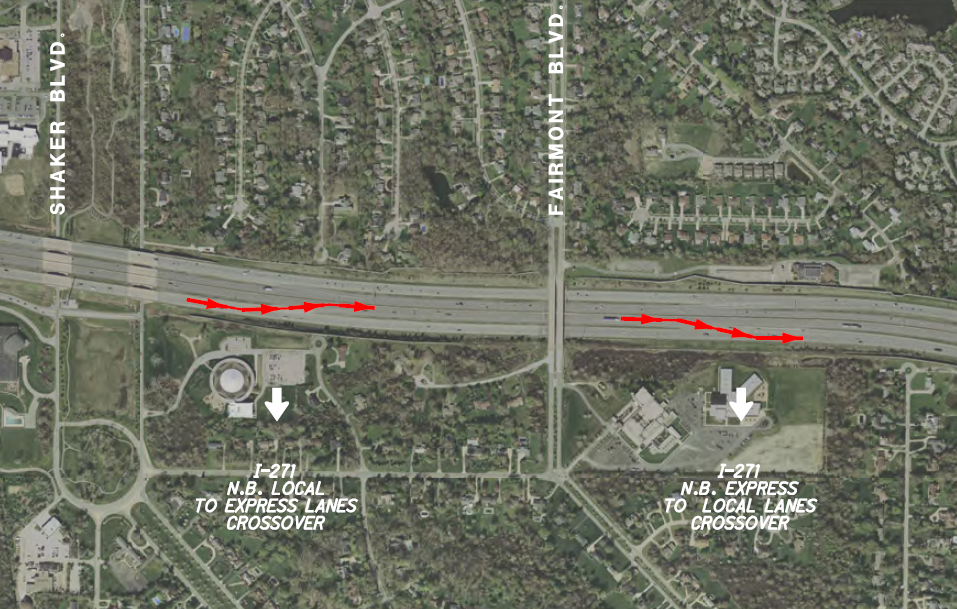 SHAKER BLVD.
FAIRMONT BLVD.
I-271
N.B. LOCAL
TO EXPRESS LANES
CROSSOVER
I-271
N.B. EXPRESS
TO LOCAL LANES
CROSSOVER